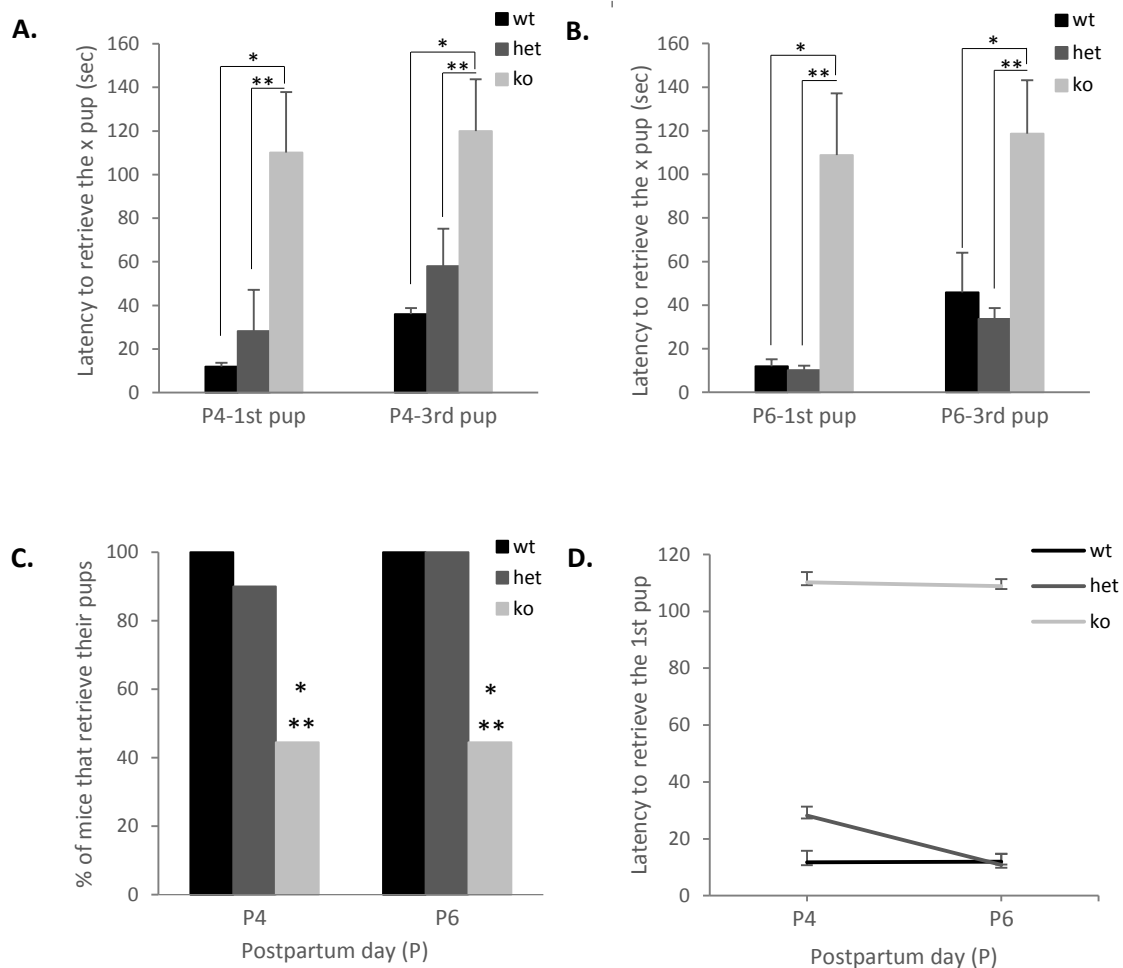 A.
Latency to retrieve the x pup (sec)
160
140
120
100
80
60
40
20
0
*
**
*
**
wt
het
ko
P4-1st pup
P4-3rd pup
B.
Latency to retrieve the x pup (sec)
160
140
120
100
80
60
40
20
0
*
**
*
**
wt
het
ko
P6-1st pup
P6-3rd pup
C.
% of mice that retrieve their pups
100
80
60
40
20
0
*
**
*
**
wt
het
ko
P4
P6
Postpartum day (P)
D.
Latency to retrieve the 1st pup
120
100
80
60
40
20
0
wt
het
ko
P4
P6
Postpartum day (P)